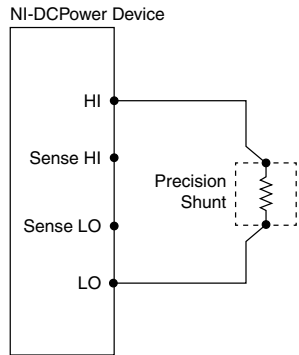 NI-DCPower Device
HI
Sense HI
Precision
Shunt
Sense LO
LO